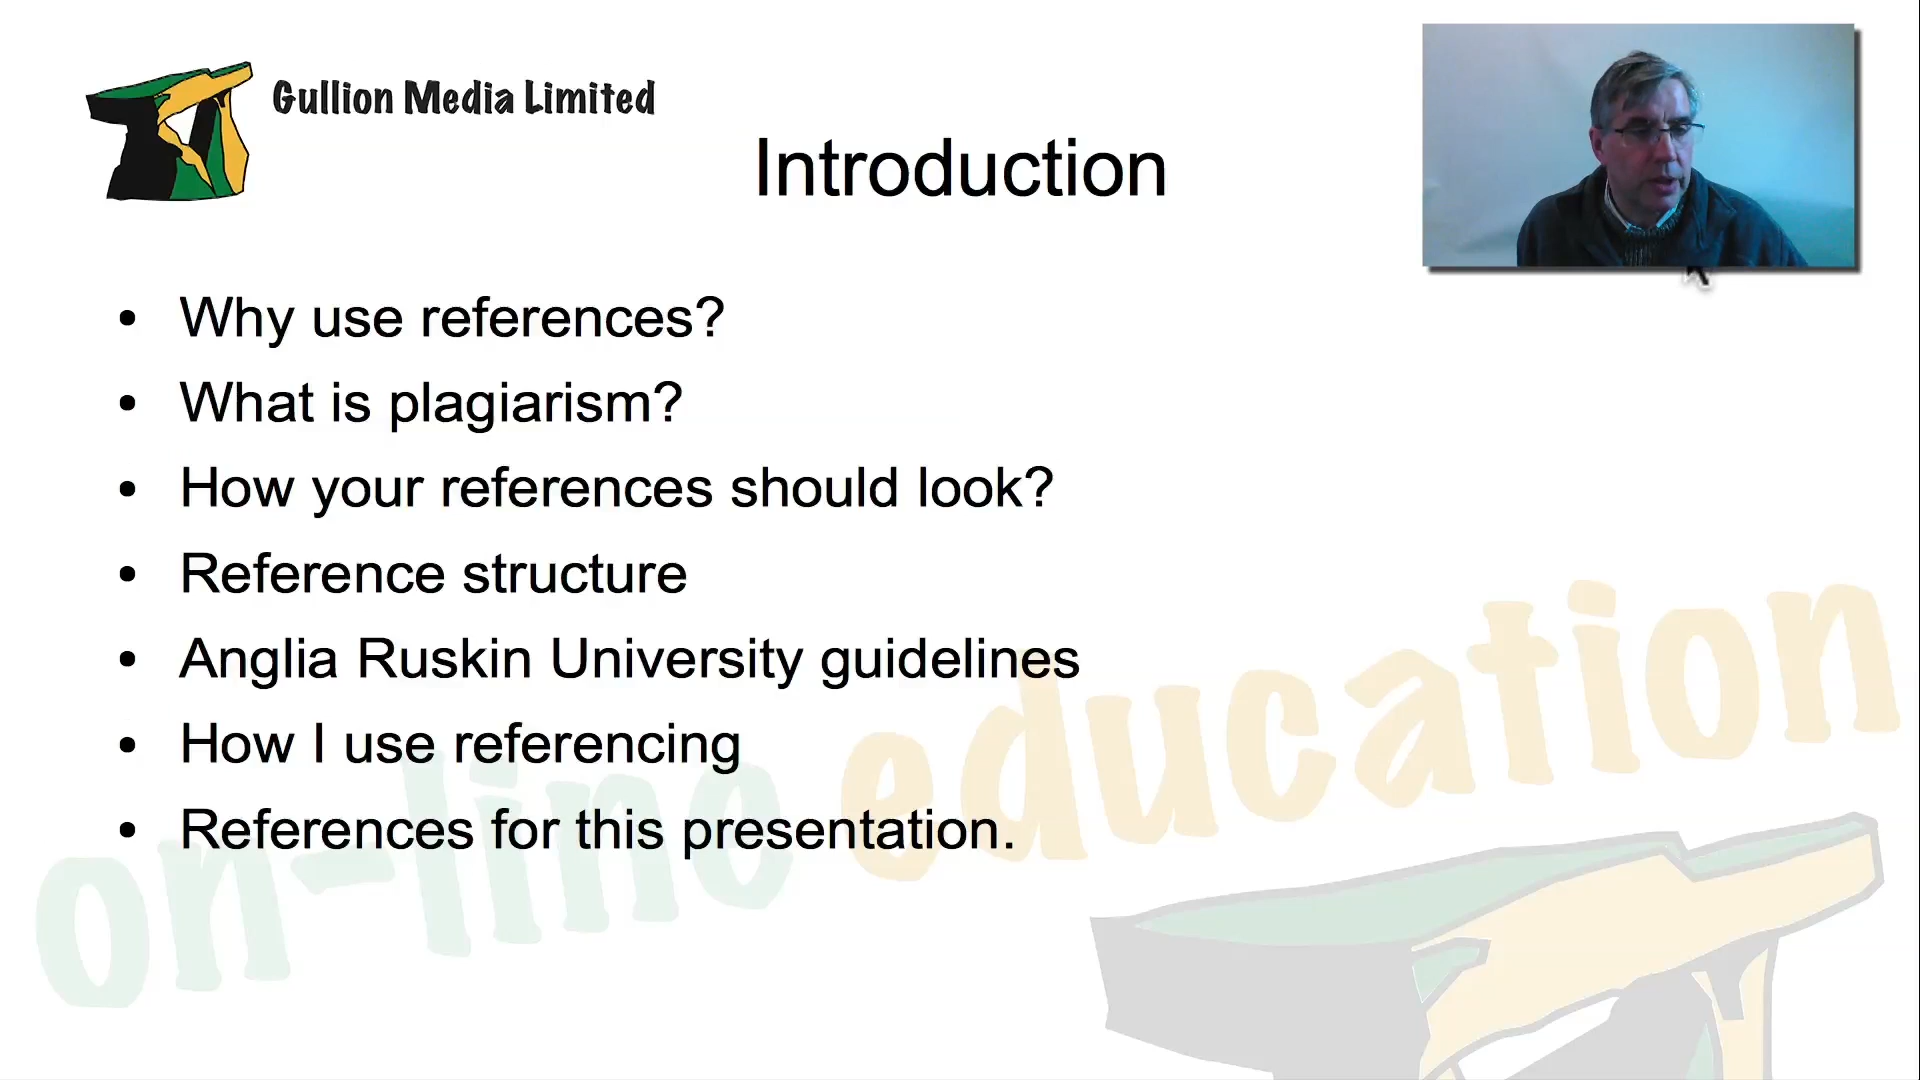 Gullion Media Limited
Introduction
• Why use references?
• What is plagiarism?
• How your references should look?
• Reference structure
• Anglia Ruskin University guidelines
• How I use referencing
• References for this presentation.
on-line education